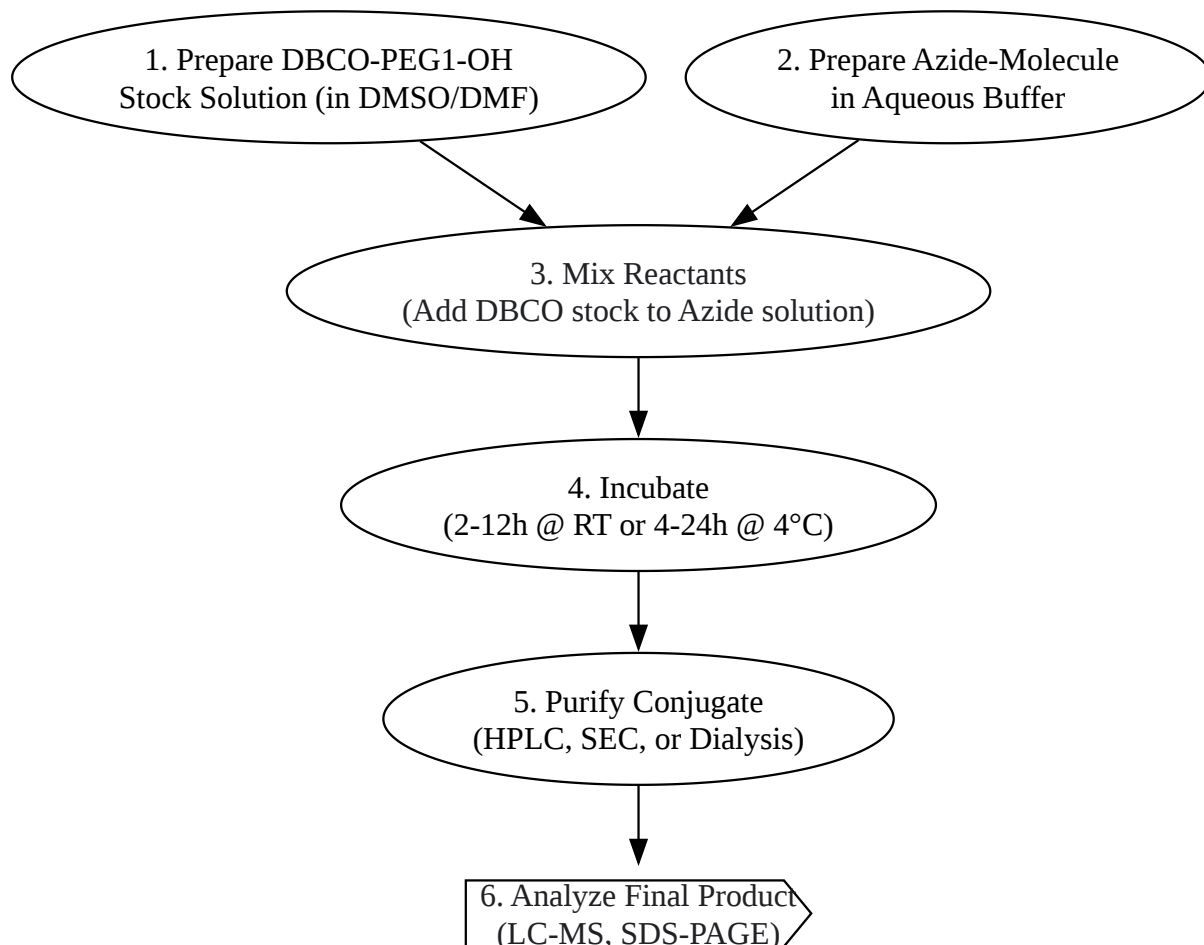 1. Prepare DBCO-PEG1-OH
Stock Solution (in DMSO/DMF)
2. Prepare Azide-Molecule
in Aqueous Buffer
3. Mix Reactants
(Add DBCO stock to Azide solution)
4. Incubate
(2-12h @ RT or 4-24h @ 4°C)
5. Purify Conjugate
(HPLC, SEC, or Dialysis)
6. Analyze Final Product
(LC-MS, SDS-PAGE)